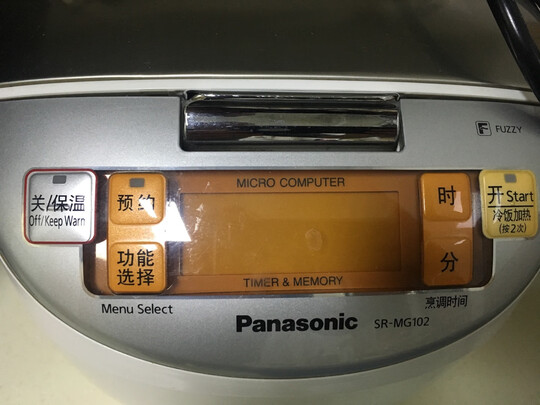 F FUZZY
关/保温
Off/Keep Warn
预约
功能
选择
Menu Select
MICRO COMPUTER
TIMER & MEMORY
时
分
烹调时间
开 Start
冷饭加热
(按2次)
Panasonic SR-MG102